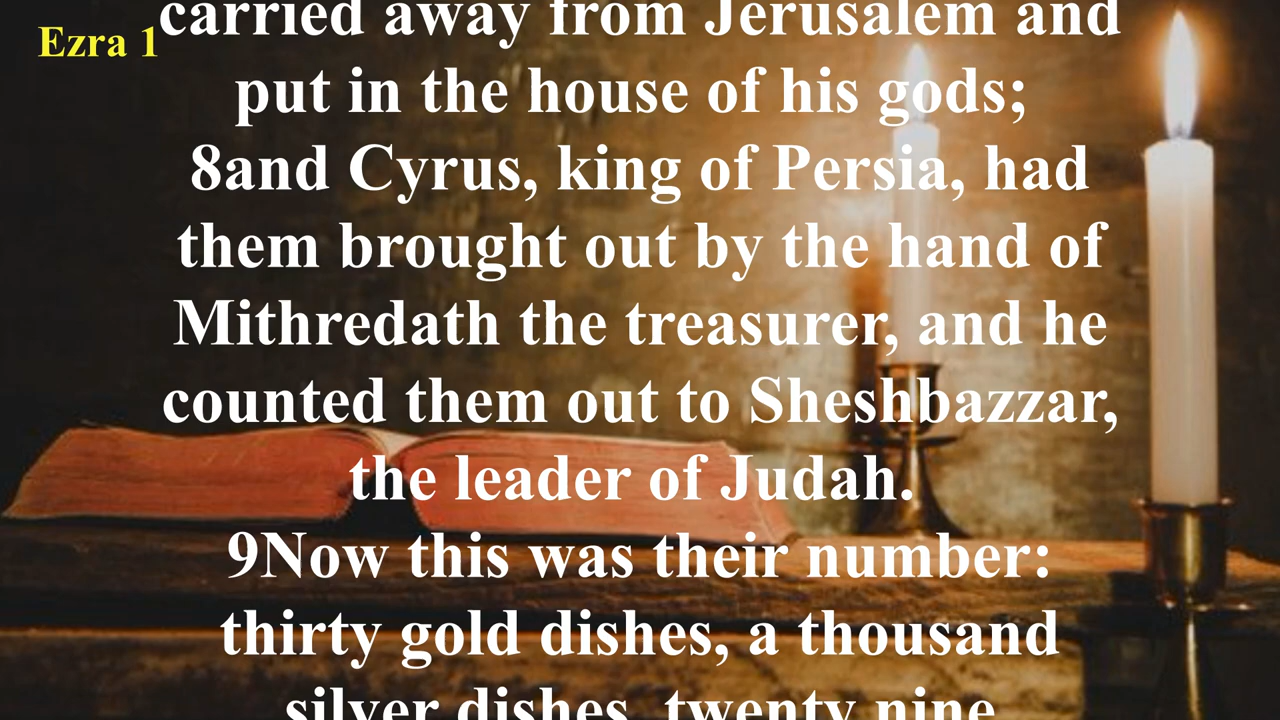 Ezra 1
carried away from Jerusalem and
put in the house of his gods;
8and Cyrus, king of Persia, had
them brought out by the hand of
Mithredath the treasurer, and he
counted them out to Sheshbazzar,
the leader of Judah.
9Now this was their number:
thirty gold dishes, a thousand
silver dishes, twenty nine